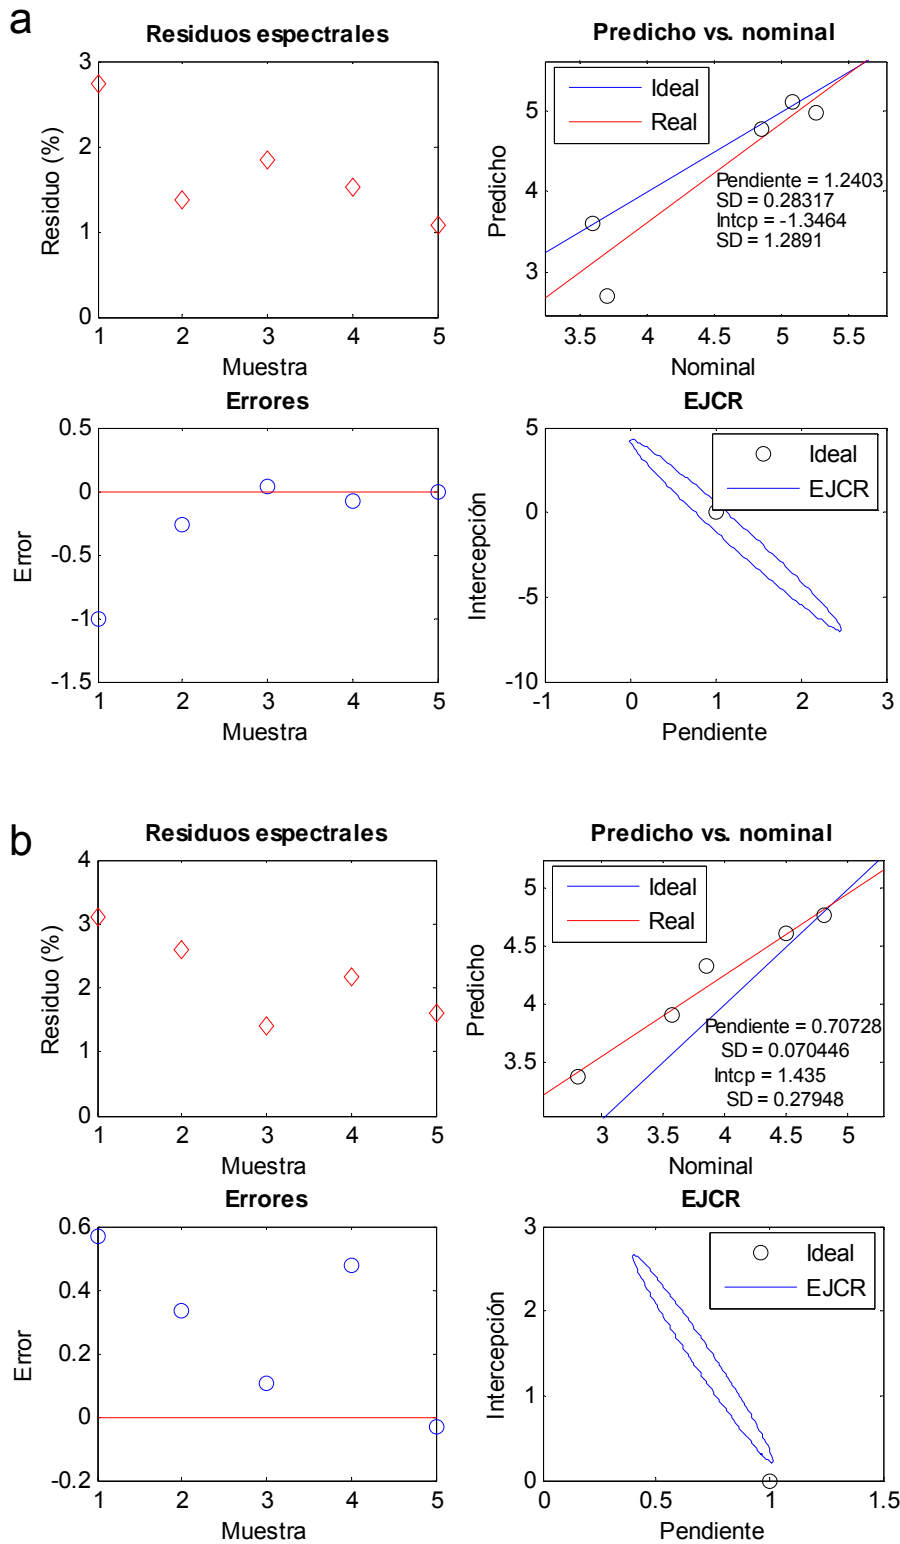 a
Residuos espectrales
3
2
1
0
Residuo (%)
1 2 3 4 5
Muestra
Predicho vs. nominal
Ideal
Real
5
4
3
Predicho
Pendiente = 1.2403
SD = 0.28317
Intcp = -1.3464
SD = 1.2891
3.5 4 4.5 5 5.5
Nominal
Errores
0.5
0
-0.5
-1
-1.5
Error
1 2 3 4 5
Muestra
EJCR
5
0
-5
-10
Intercepción
Ideal
EJCR
-1 0 1 2 3
Pendiente
b
Residuos espectrales
4
3
2
1
0
Residuo (%)
1 2 3 4 5
Muestra
Predicho vs. nominal
Ideal
Real
5
4.5
4
3.5
Predicho
Pendiente = 0.70728
SD = 0.070446
Intcp = 1.435
SD = 0.27948
3 3.5 4 4.5 5
Nominal
Errores
0.6
0.4
0.2
0
-0.2
Error
1 2 3 4 5
Muestra
EJCR
3
2
1
0
Intercepción
Ideal
EJCR
0 0.5 1 1.5
Pendiente